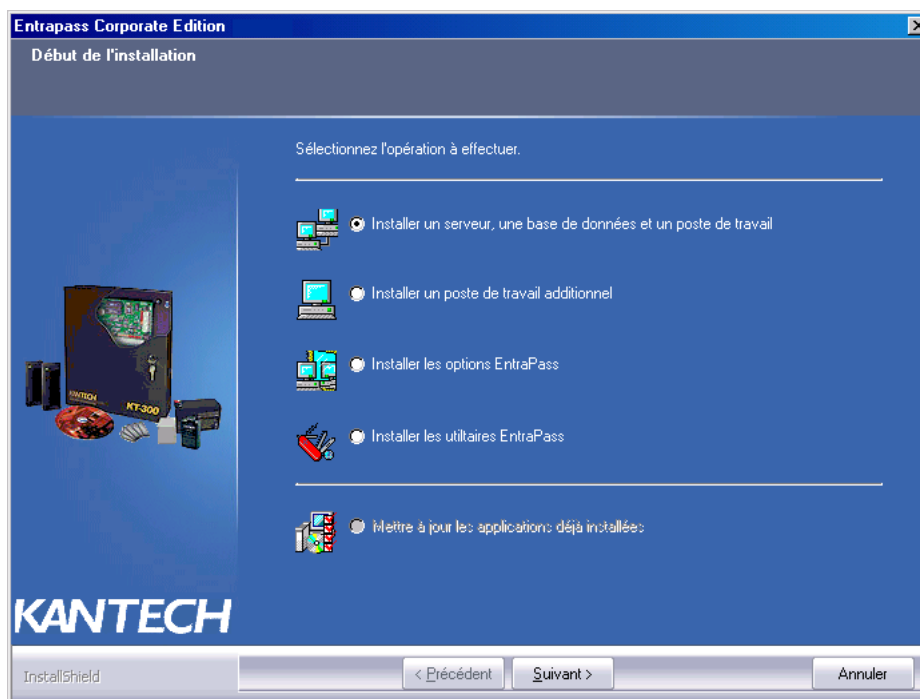 Entrapass Corporate Edition
Début de l'installation
Sélectionnez l'opération à effectuer.
Installer un serveur, une base de données et un poste de travail
Installer un poste de travail additionnel
Installer les options EntraPass
Installer les utiltaires EntraPass
Mettre à jour les applications déjà installées
KANTECH
KT-300
KANTECH
InstallShield
< Précédent
Suivant >
Annuler